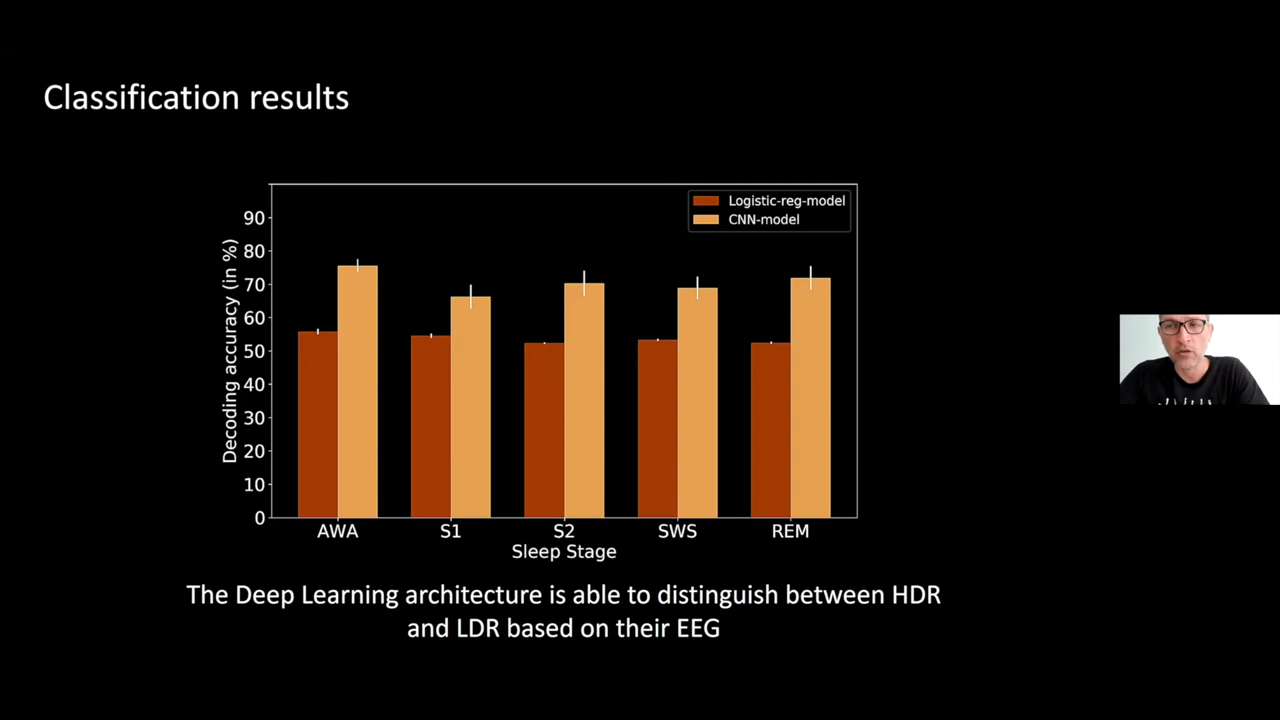 Classification results
Logistic-reg-model
CNN-model
Decoding accuracy (in %)
90
80
70
60
50
40
30
20
10
0
AWA S1 S2 SWS REM
Sleep Stage
The Deep Learning architecture is able to distinguish between HDR
and LDR based on their EEG